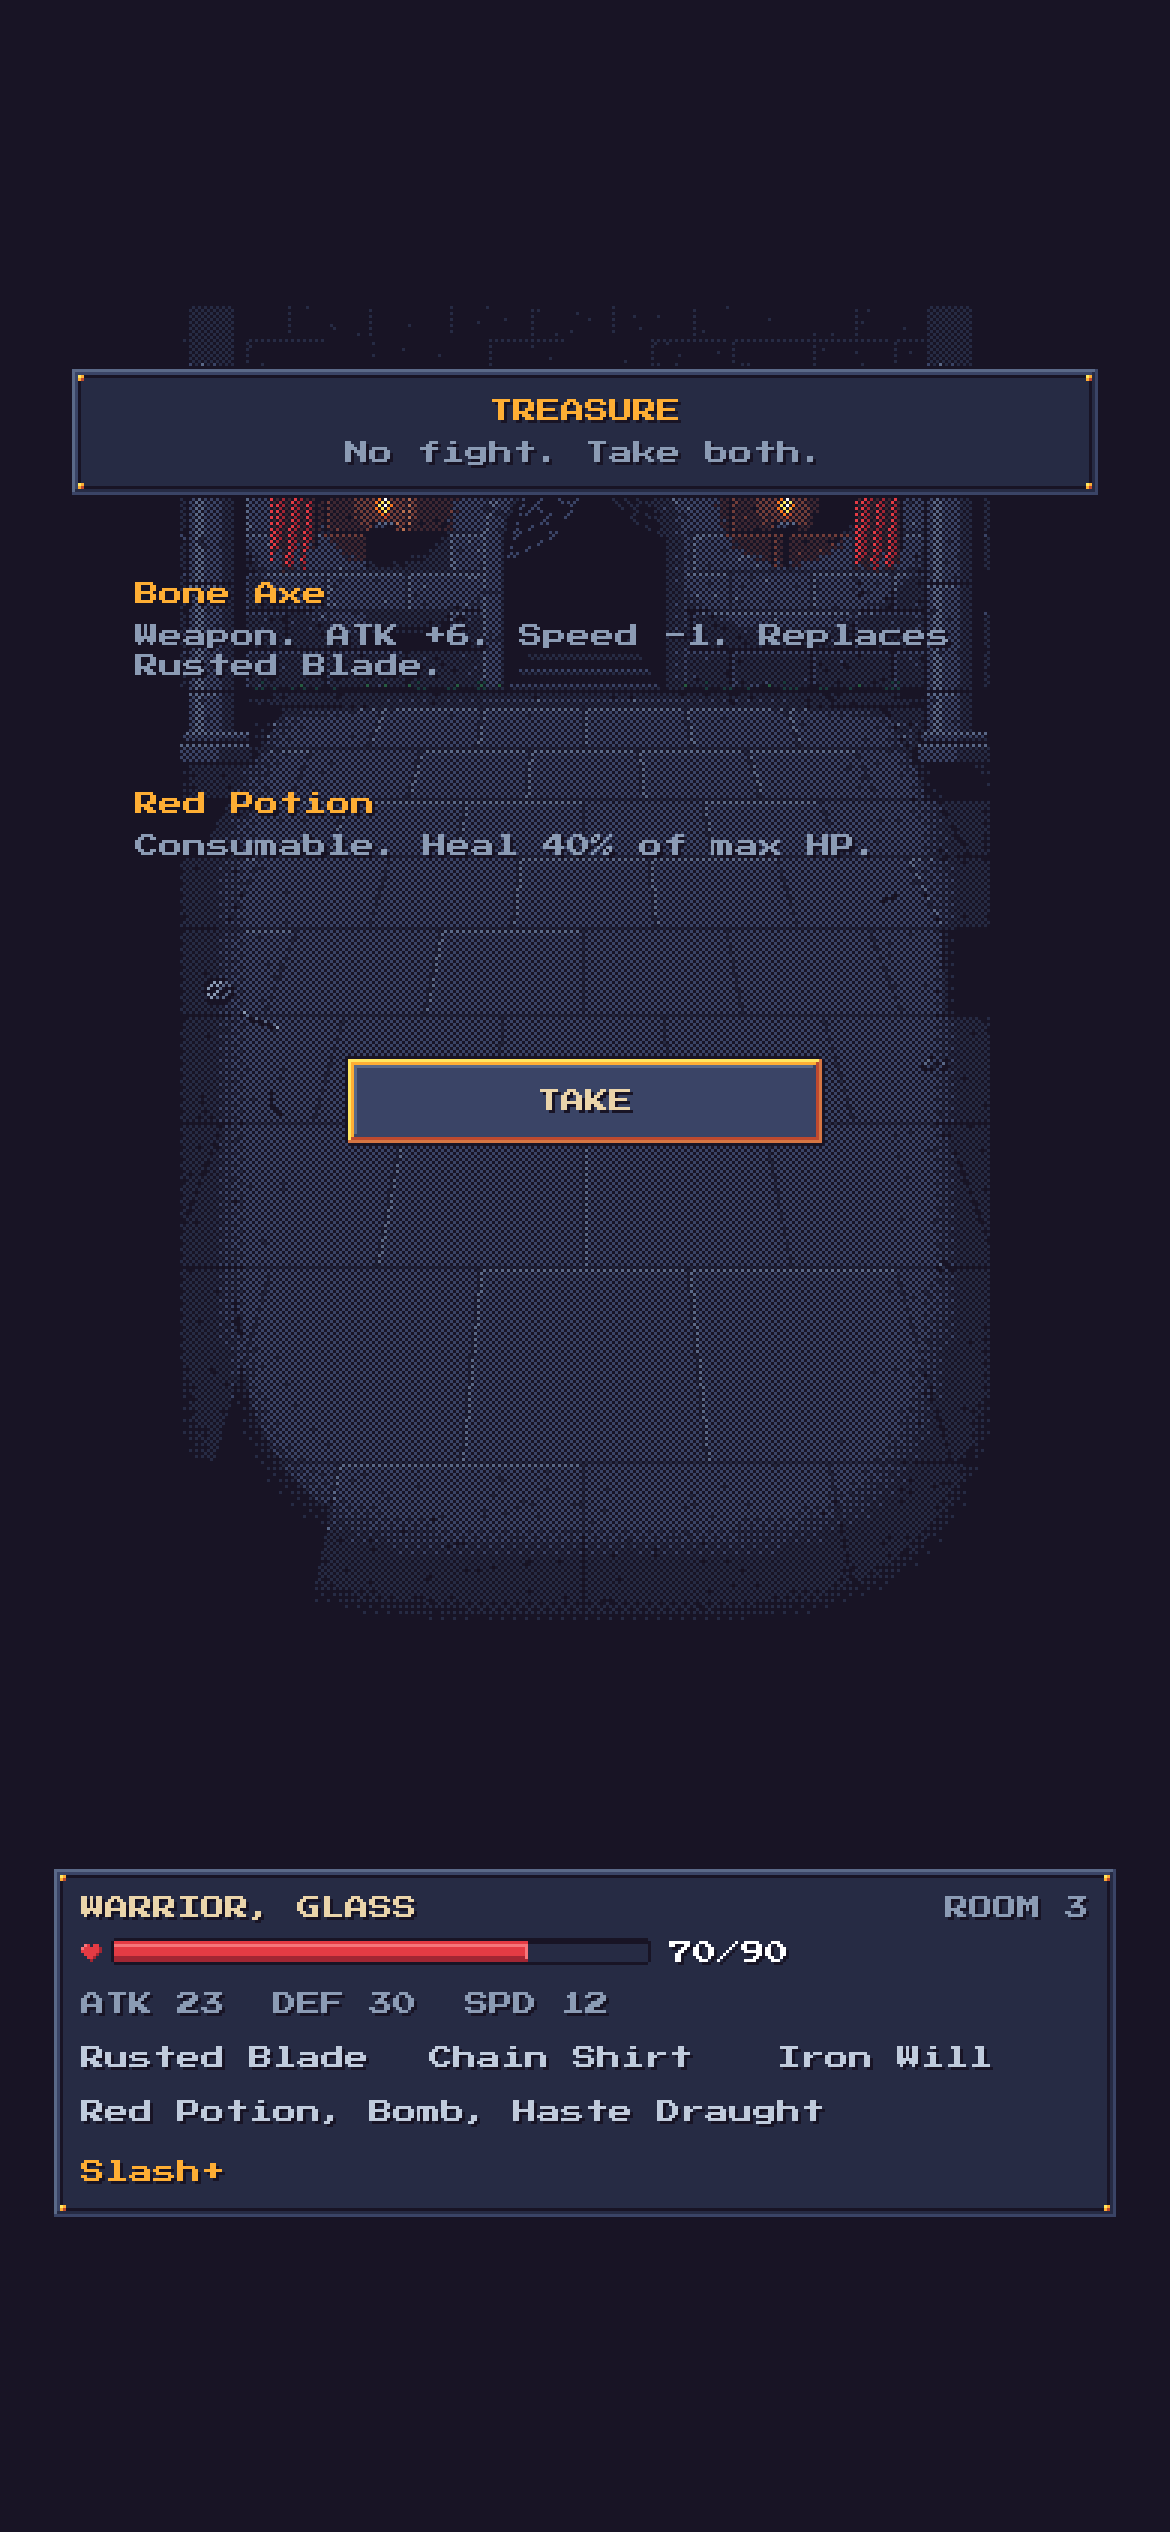 TREASURE
No fight. Take both.
Bone Axe
Weapon. ATK +6. Speed -1. Replaces
Rusted Blade.
Red Potion
Consumable. Heal 40% of max HP.
TAKE
WARRIOR, GLASS ROOM 3
70/90
ATK 23 DEF 30 SPD 12
Rusted Blade Chain Shirt Iron Will
Red Potion, Bomb, Haste Draught
Slash+